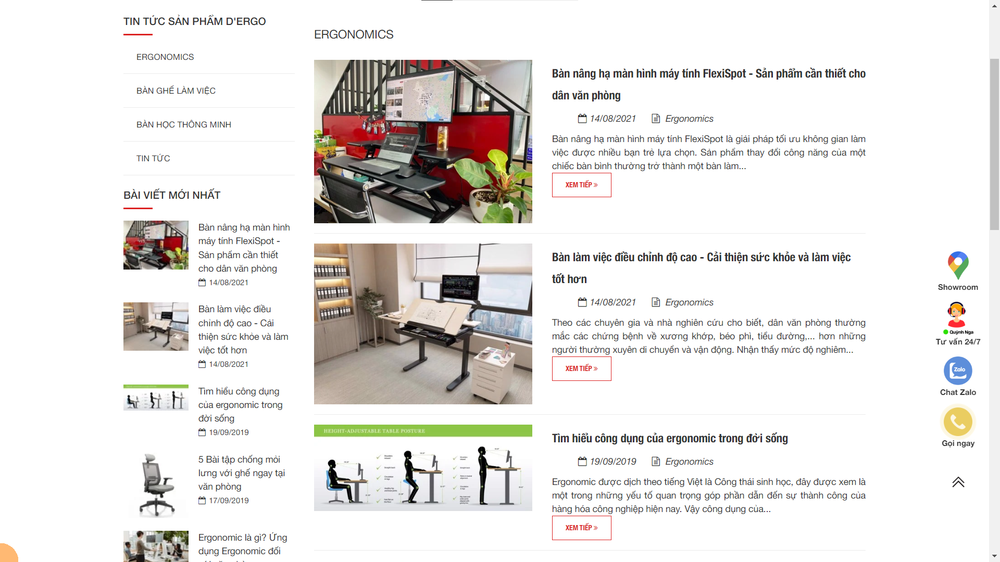 TIN TỨC SẢN PHẨM D'ERGO
ERGONOMICS
BÀN GHẾ LÀM VIỆC
BÀN HỌC THÔNG MINH
TIN TỨC
BÀI VIẾT MỚI NHẤT
Bàn nâng hạ màn hình
máy tính FlexiSpot -
Sản phẩm cần thiết
cho dân văn phòng
14/08/2021
Bàn làm việc điều
chỉnh độ cao - Cải
thiện sức khỏe và làm
việc tốt hơn
14/08/2021
Tìm hiểu công dụng
của ergonomic trong
đời sống
19/09/2019
5 Bài tập chống mỏi
lưng với ghế ngay tại
văn phòng
17/09/2019
Ergonomic là gì? Ứng
dụng Ergonomic đối
ERGONOMICS
Bàn nâng hạ màn hình máy tính FlexiSpot - Sản phẩm cần thiết cho
dân văn phòng
14/08/2021 Ergonomics
Bàn nâng hạ màn hình máy tính FlexiSpot là giải pháp tối ưu không gian làm
việc được nhiều bạn trẻ lựa chọn. Sản phẩm thay đổi công năng của một
chiếc bàn bình thường trở thành một bàn làm...
XEM TIẾP »
Bàn làm việc điều chỉnh độ cao - Cải thiện sức khỏe và làm việc
tốt hơn
14/08/2021 Ergonomics
Theo các chuyên gia và nhà nghiên cứu cho biết, dân văn phòng thường
mắc các chứng bệnh về xương khớp, béo phì, tiểu đường,... hơn những
người thường xuyên di chuyển và vận động. Nhận thấy mức độ nghiêm...
XEM TIẾP »
HEIGHT-ADJUSTABLE TABLE POSTURE
Tìm hiểu công dụng của ergonomic trong đời sống
19/09/2019 Ergonomics
Ergonomic được dịch theo tiếng Việt là Công thái sinh học, đây được xem là
một trong những yếu tố quan trọng góp phần dẫn đến sự thành công của
hàng hóa công nghiệp hiện nay. Vậy công dụng của...
XEM TIẾP »
Showroom
Quỳnh Nga
Tư vấn 24/7
Zalo
Chat Zalo
Gọi ngay